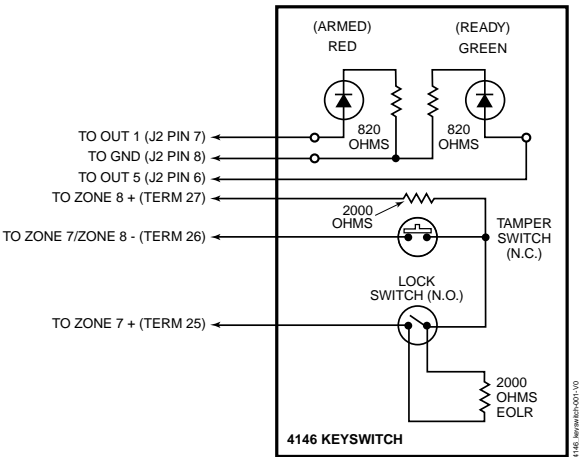 (ARMED)
RED
(READY)
GREEN
820
OHMS
820
OHMS
TO OUT 1 (J2 PIN 7)
TO GND (J2 PIN 8)
TO OUT 5 (J2 PIN 6)
TO ZONE 8 + (TERM 27)
2000
OHMS
TO ZONE 7/ZONE 8 - (TERM 26)
TAMPER
SWITCH
(N.C.)
LOCK
SWITCH (N.O.)
TO ZONE 7 + (TERM 25)
2000
OHMS
EOLR
4146 KEYSWITCH
4146_keyswitch-001-V0